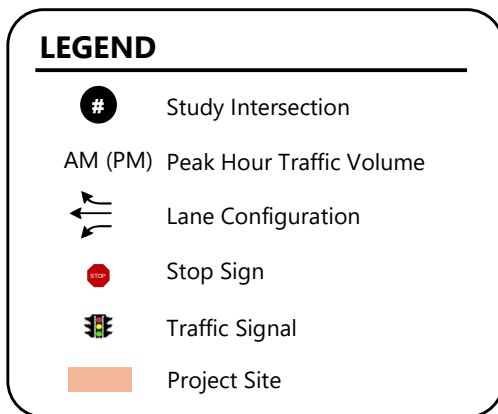 LEGEND
# Study Intersection
AM (PM) Peak Hour Traffic Volume
Lane Configuration
STOP Stop Sign
Traffic Signal
Project Site